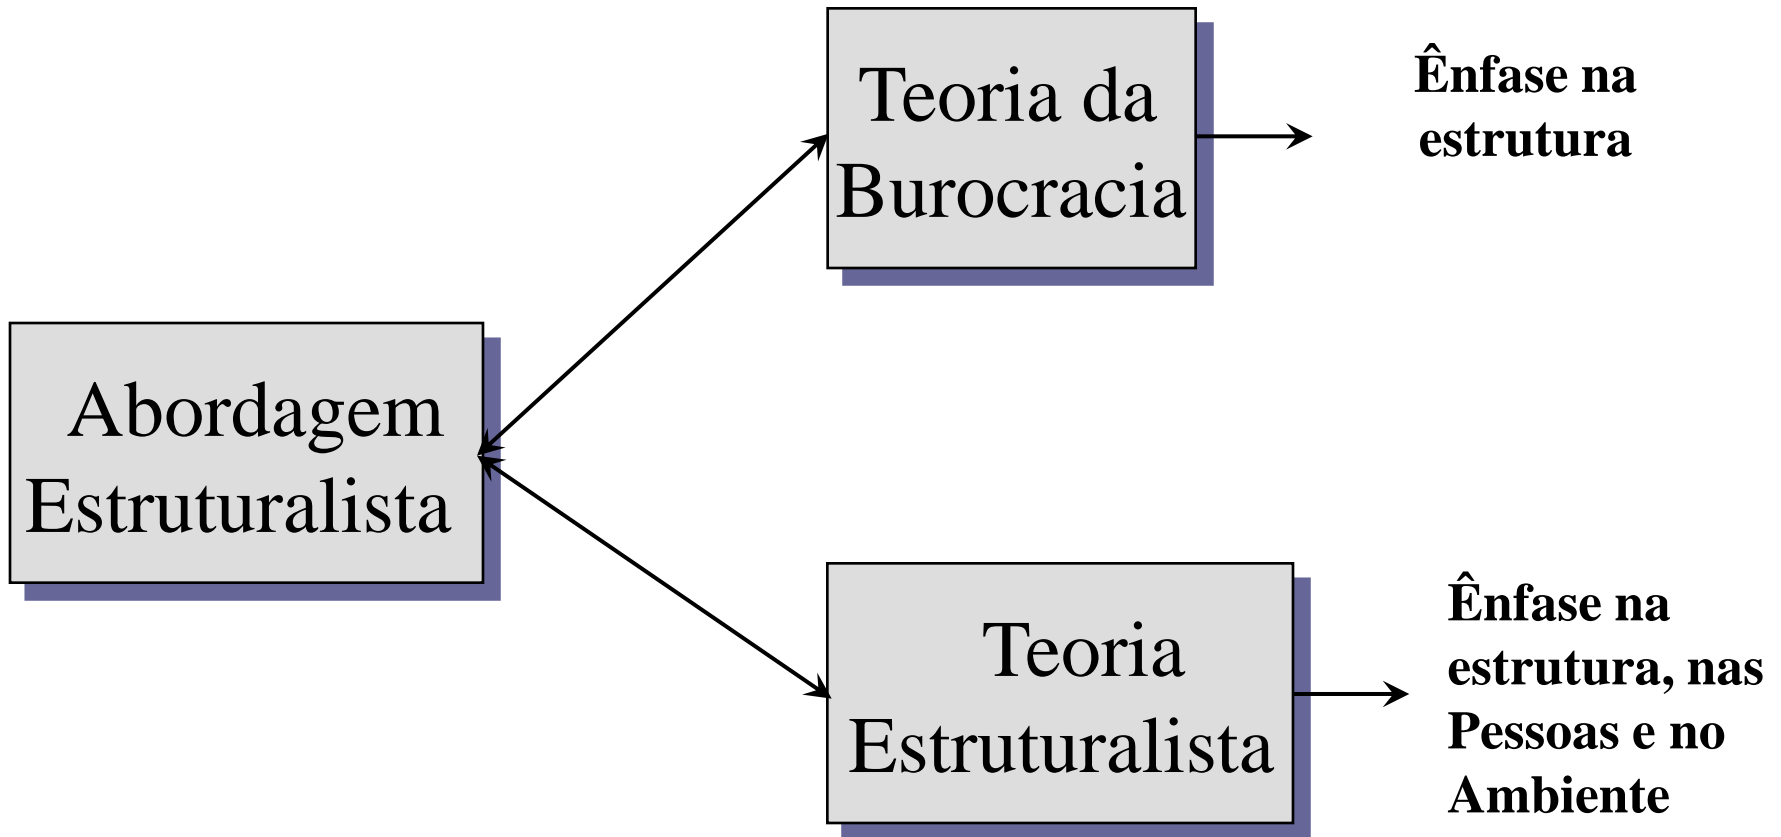 Teoria da
Burocracia
Ênfase na
estrutura
Abordagem
Estruturalista
Teoria
Estruturalista
Ênfase na
estrutura, nas
Pessoas e no
Ambiente